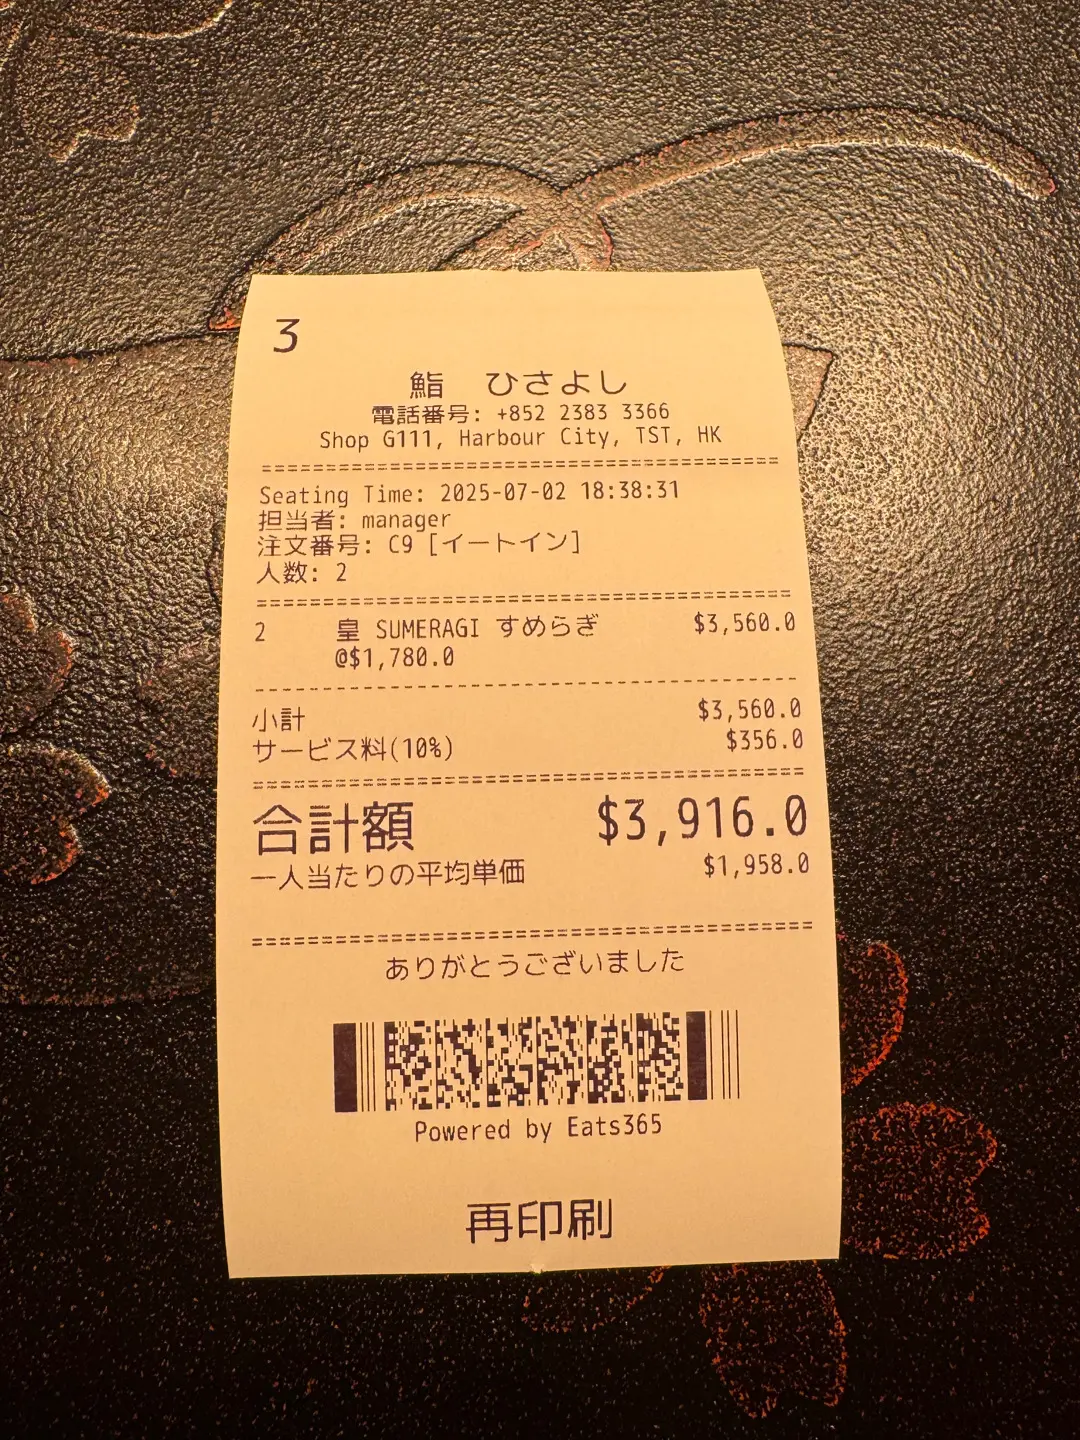 3
鮨 ひさよし
電話番号: +852 2383 3366
Shop G111, Harbour City, TST, HK
Seating Time: 2025-07-02 18:38:31
担当者: manager
注文番号: C9 [イートイン]
人数: 2
2 皇 SUMERAGI すめらぎ $3,560.0
@$1,780.0
小計 $3,560.0
サービス料(10%) $356.0
合計額 $3,916.0
一人当たりの平均単価 $1,958.0
ありがとうございました
Powered by Eats365
再印刷